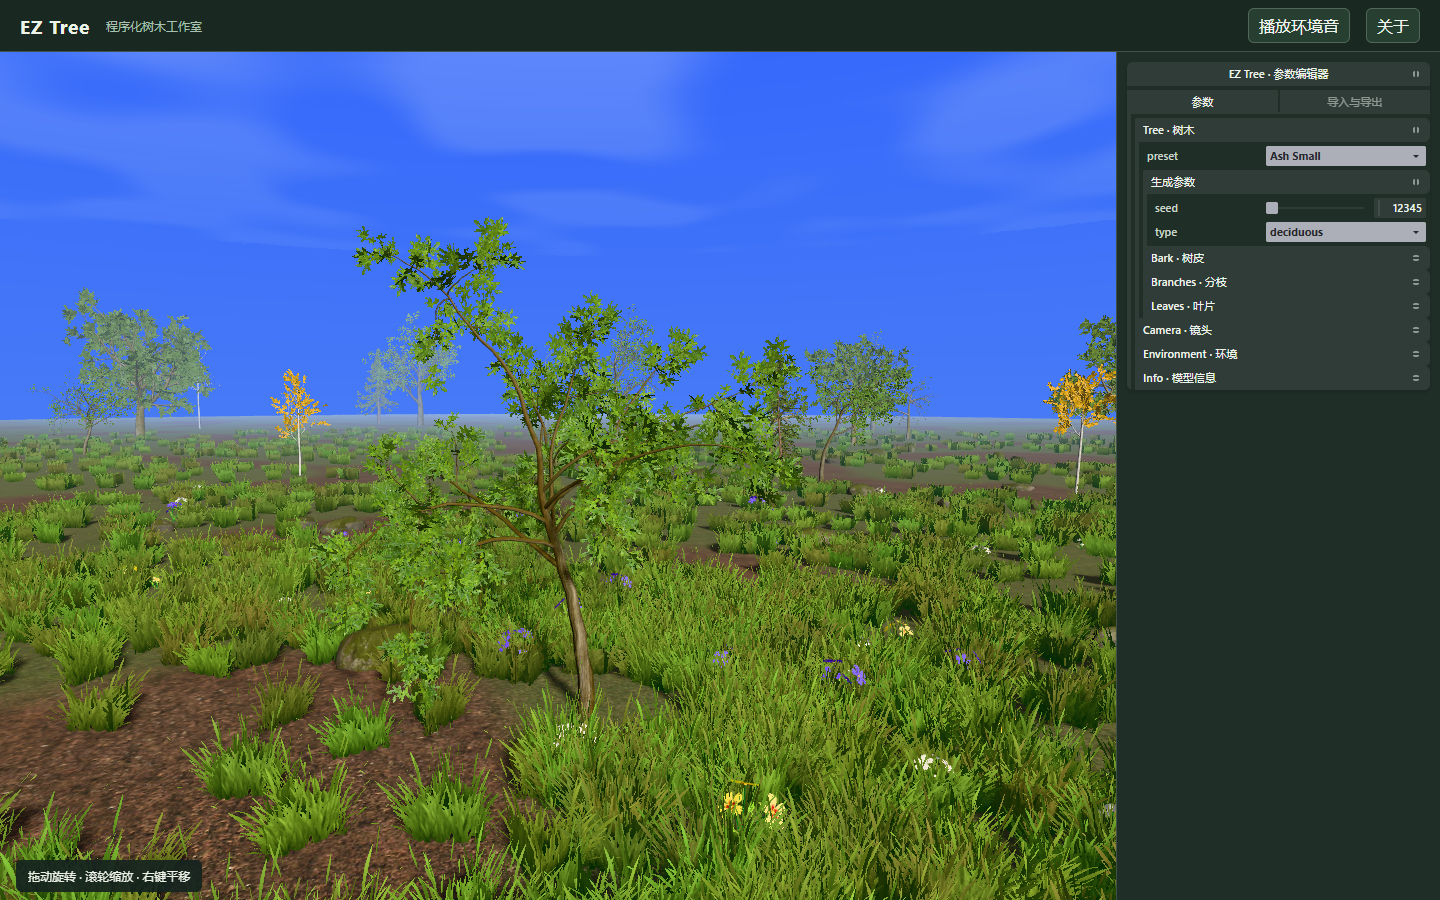 EZ Tree 程序化树木工作室
播放环境音 关于
EZ Tree · 参数编辑器
参数 导入与导出
Tree · 树木
preset Ash Small
生成参数
seed 12345
type deciduous
Bark · 树皮
Branches · 分枝
Leaves · 叶片
Camera · 镜头
Environment · 环境
Info · 模型信息
拖动旋转 · 滚轮缩放 · 右键平移